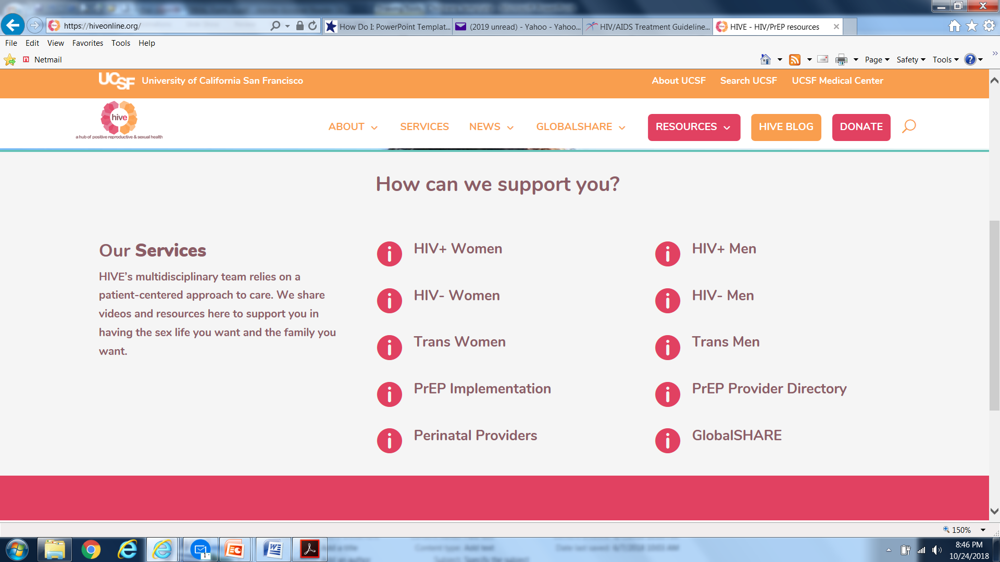 https://hiveonline.org/
How Do I: PowerPoint Templat...
(2019 unread) - Yahoo - Yahoo...
HIV/AIDS Treatment Guideline...
HIVE - HIV/PrEP resources
File Edit View Favorites Tools Help
Netmail
Page Safety Tools
UCSF University of California San Francisco
About UCSF Search UCSF UCSF Medical Center
hive
a hub of positive reproductive & sexual health
ABOUT SERVICES NEWS GLOBALSHARE RESOURCES HIVE BLOG DONATE
How can we support you?
Our Services
HIVE's multidisciplinary team relies on a
patient-centered approach to care. We share
videos and resources here to support you in
having the sex life you want and the family you
want.
HIV+ Women
HIV+ Men
HIV- Women
HIV- Men
Trans Women
Trans Men
PrEP Implementation
PrEP Provider Directory
Perinatal Providers
GlobalSHARE
150%
8:46 PM
10/24/2018